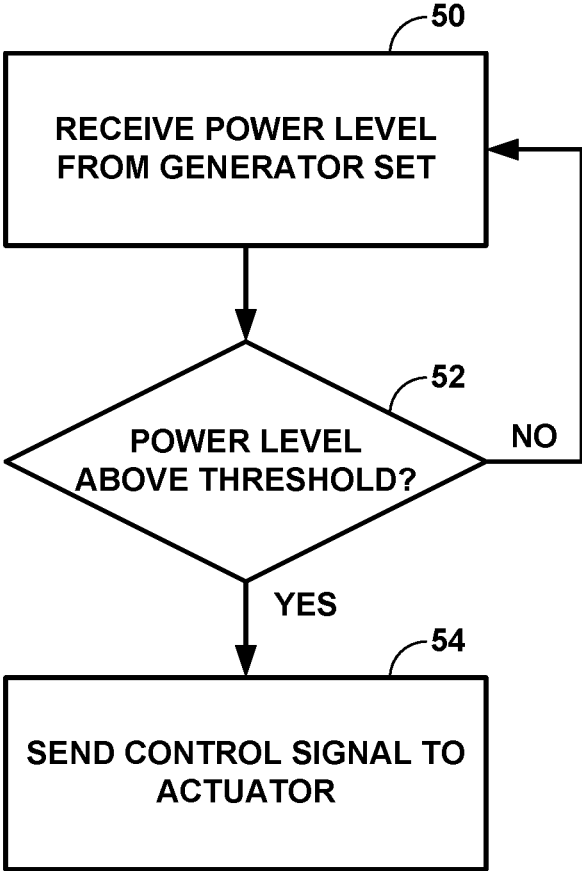 50
RECEIVE POWER LEVEL
FROM GENERATOR SET
52
POWER LEVEL
ABOVE THRESHOLD?
NO
YES
54
SEND CONTROL SIGNAL TO
ACTUATOR